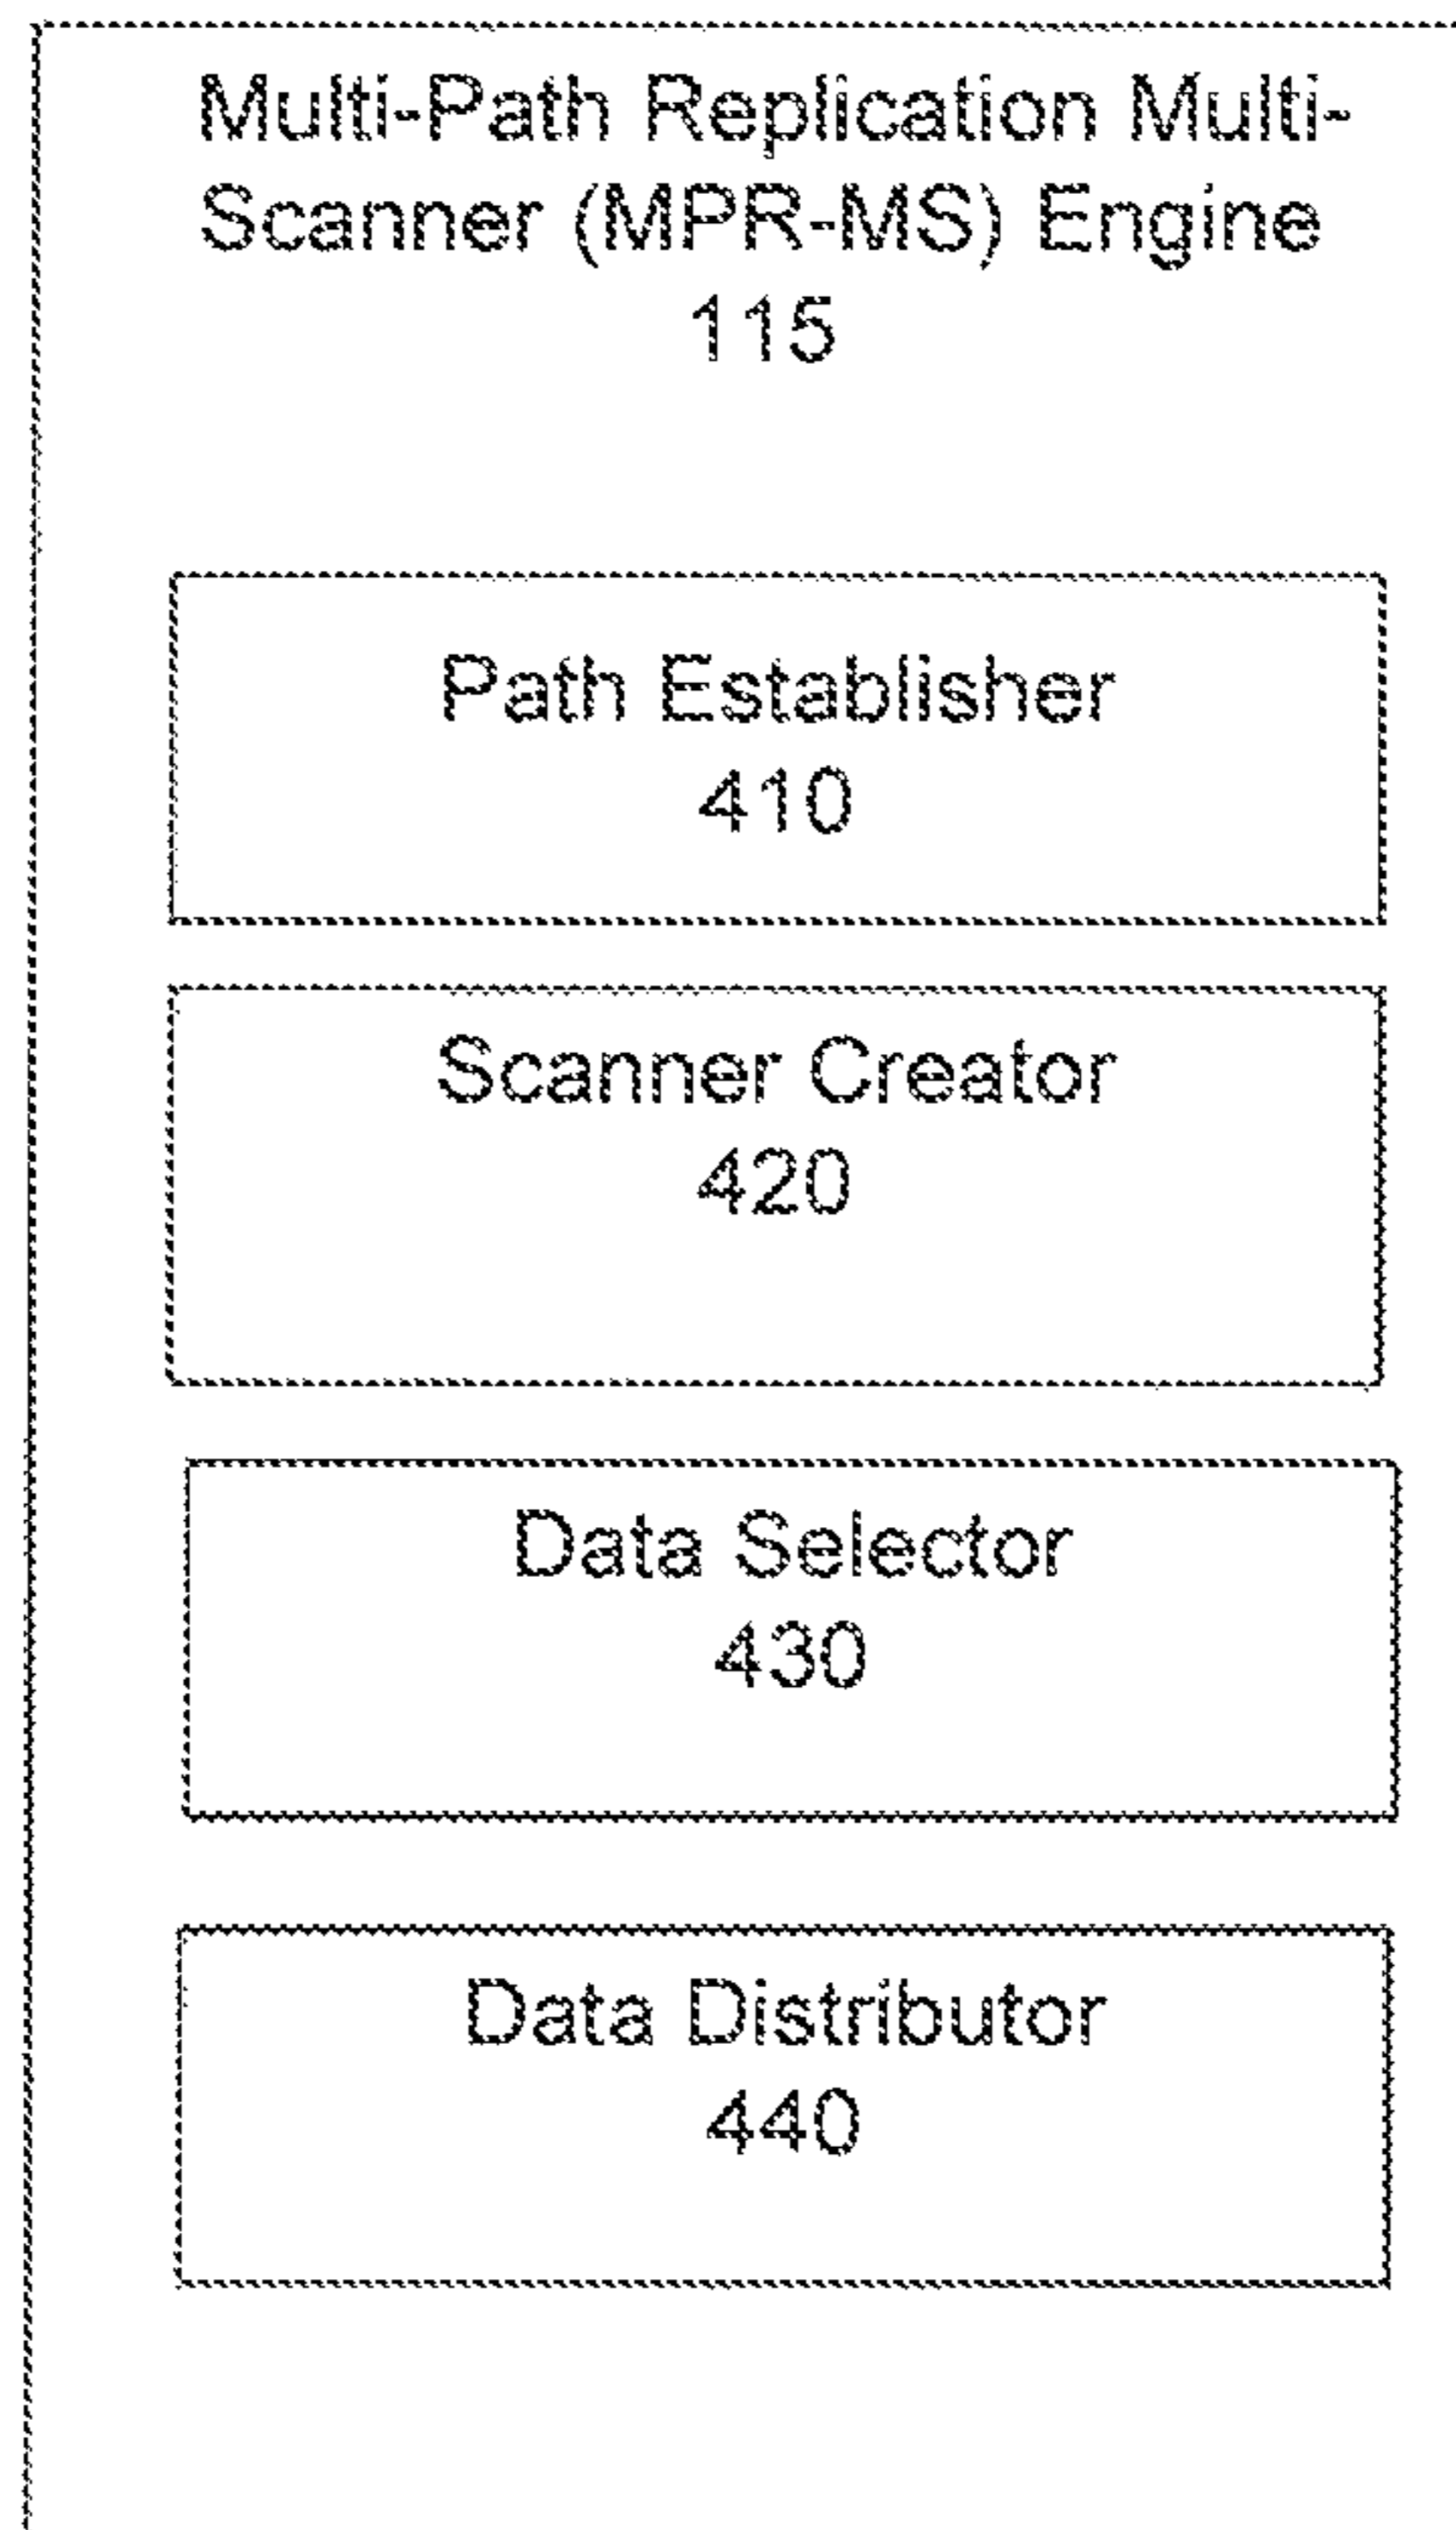 Multi-Path Replication Multi-
Scanner (MPR-MS) Engine
115
Path Establisher
410
Scanner Creator
420
Data Selector
430
Data Distributor
440